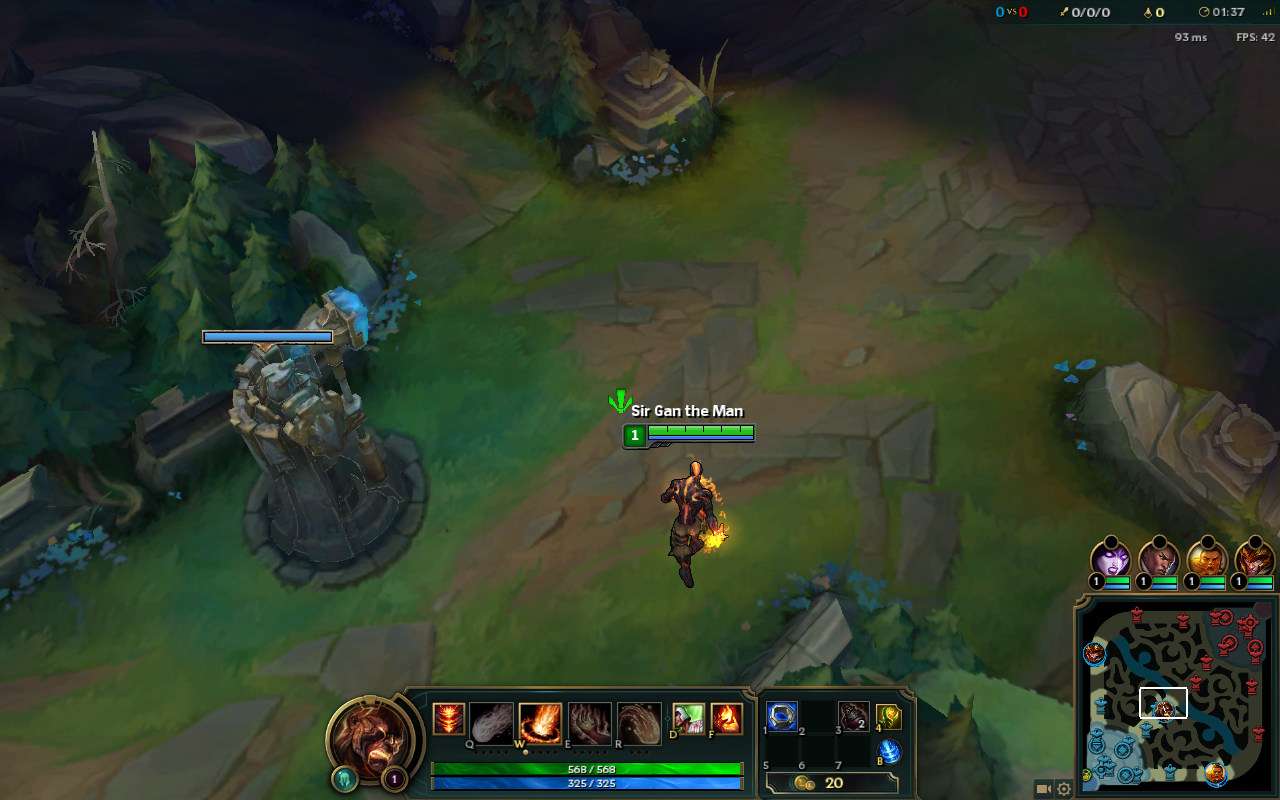 0 vs 0 0/0/0 0 01:37
93 ms FPS: 42
Sir Gan the Man
1
1 1 1 1
Q W E R D F
568 / 568
325 / 325
1
1 2 3 2 4
5 6 7 B
20